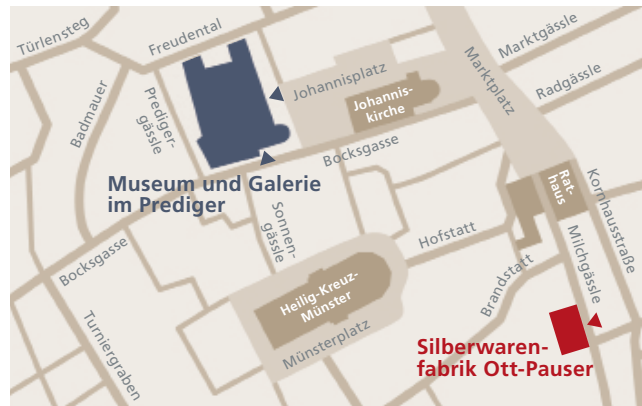 Türlensteg
Freudental
Badmauer
Prediger-
gässle
Johannisplatz
Johannis-
kirche
Marktplatz
Marktgässle
Radgässle
Bocksgasse
Museum und Galerie
im Prediger
Sonnen-
gässle
Rat-
haus
Kornhausstraße
Bocksgasse
Hofstatt
Milchgässle
Heilig-Kreuz-
Münster
Brandstatt
Münsterplatz
Turniergraben
Silberwaren-
fabrik Ott-Pauser